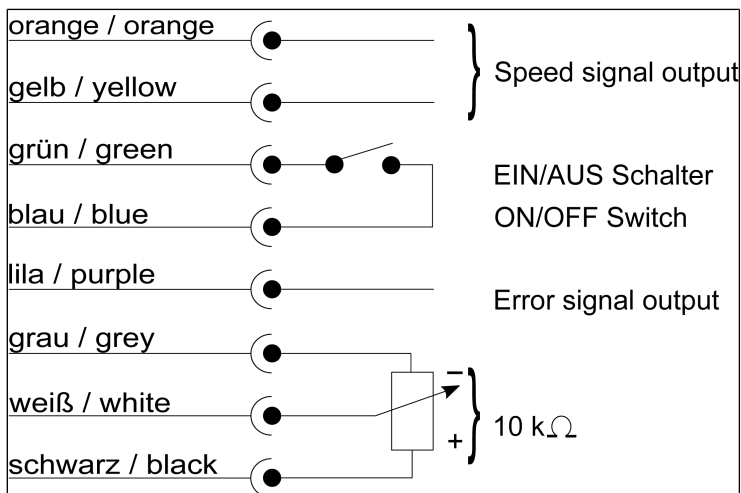 orange / orange
gelb / yellow
Speed signal output
grün / green
EIN/AUS Schalter
blau / blue
ON/OFF Switch
lila / purple
Error signal output
grau / grey
−
weiß / white
10 kΩ
+
schwarz / black